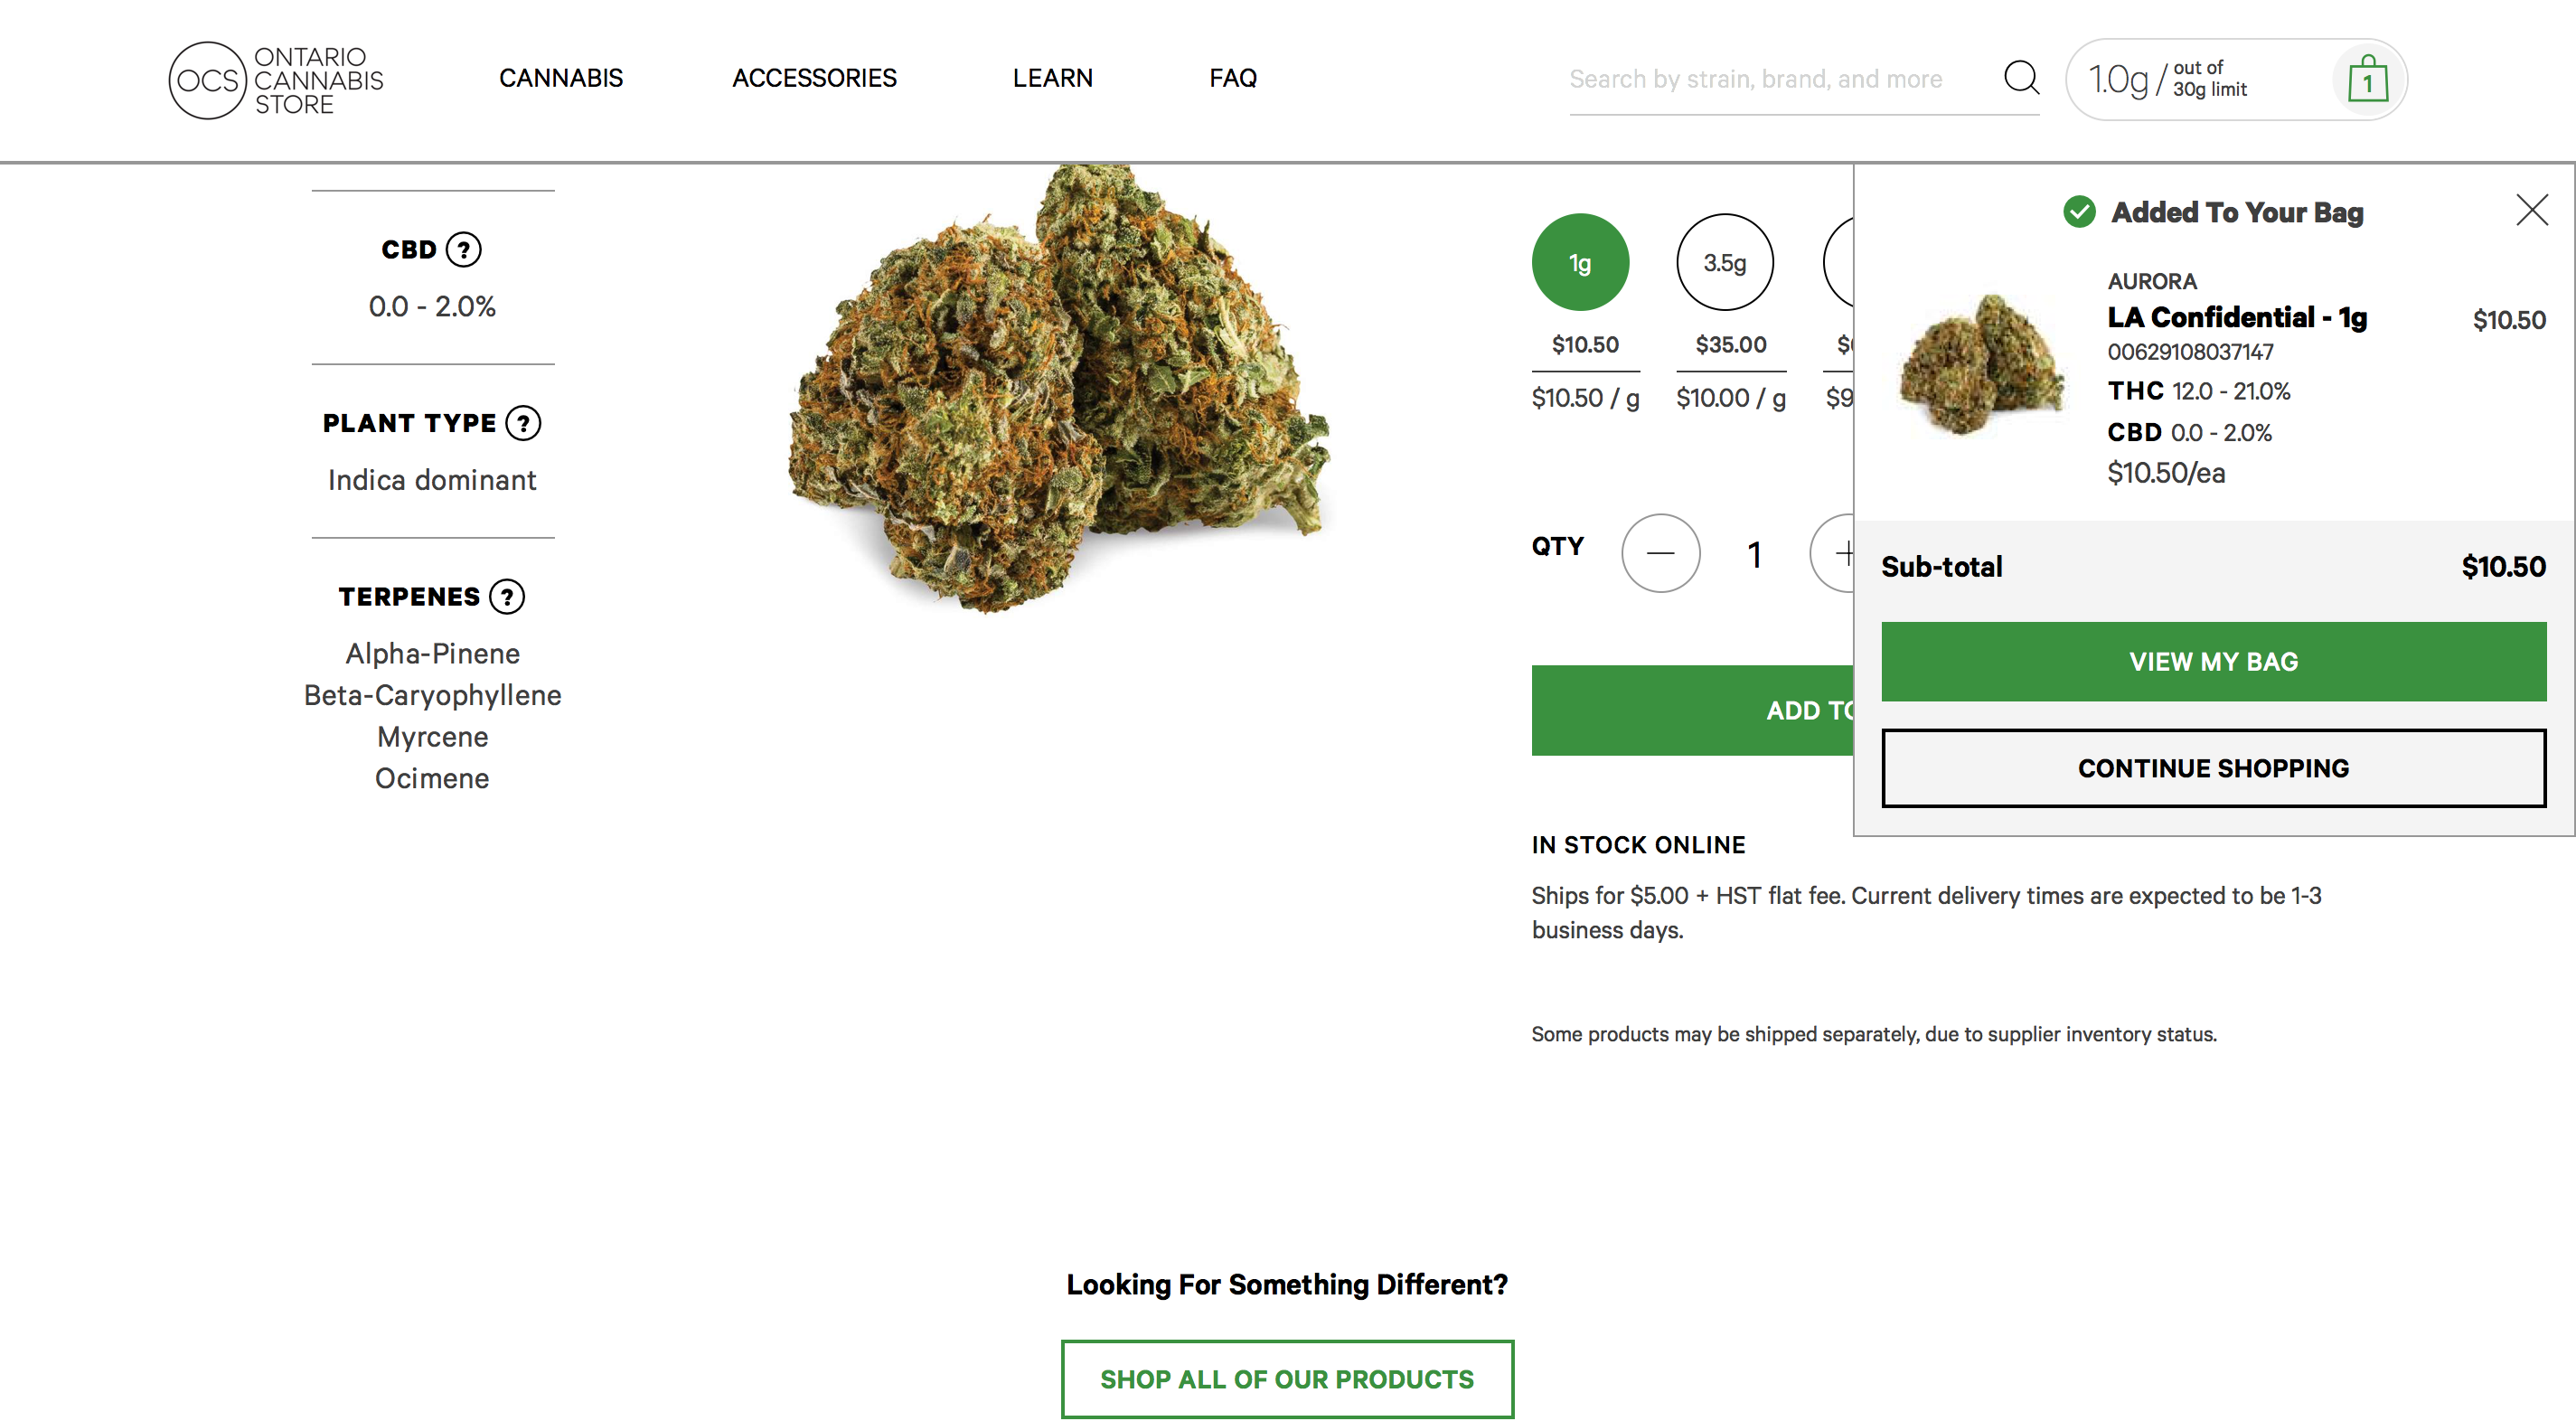 OCS
ONTARIO
CANNABIS
STORE
CANNABIS
ACCESSORIES
LEARN
FAQ
Search by strain, brand, and more
1.0g / out of
30g limit
1
CBD ?
0.0 - 2.0%
PLANT TYPE ?
Indica dominant
TERPENES ?
Alpha-Pinene
Beta-Caryophyllene
Myrcene
Ocimene
1g
3.5g
$10.50
$35.00
$10.50 / g
$10.00 / g
$9
QTY
1
ADD TO
Added To Your Bag
AURORA
LA Confidential - 1g
$10.50
00629108037147
THC 12.0 - 21.0%
CBD 0.0 - 2.0%
$10.50/ea
Sub-total
$10.50
VIEW MY BAG
CONTINUE SHOPPING
IN STOCK ONLINE
Ships for $5.00 + HST flat fee. Current delivery times are expected to be 1-3
business days.
Some products may be shipped separately, due to supplier inventory status.
Looking For Something Different?
SHOP ALL OF OUR PRODUCTS